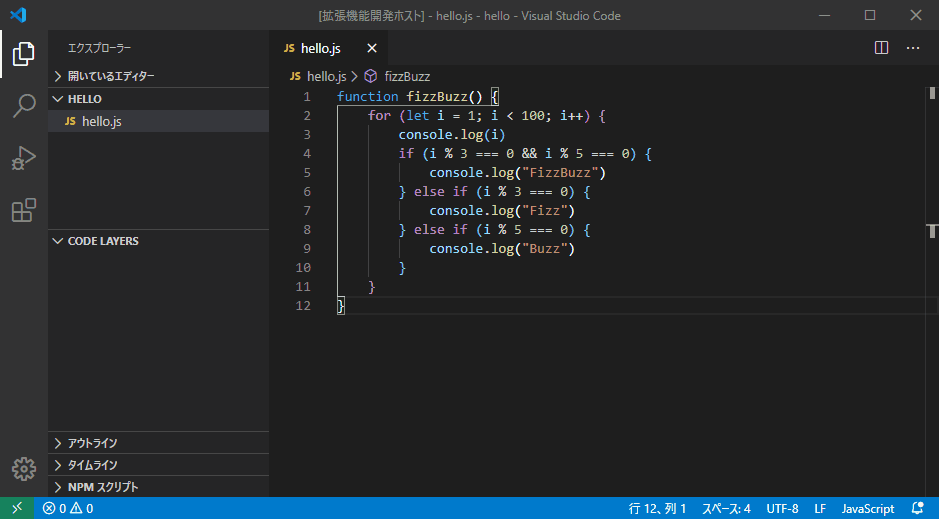 [拡張機能開発ホスト] - hello.js - hello - Visual Studio Code
エクスプローラー
開いているエディター
HELLO
JS hello.js
CODE LAYERS
アウトライン
タイムライン
NPM スクリプト
JS hello.js
JS hello.js > fizzBuzz
1 function fizzBuzz() {
2     for (let i = 1; i < 100; i++) {
3         console.log(i)
4         if (i % 3 === 0 && i % 5 === 0) {
5             console.log("FizzBuzz")
6         } else if (i % 3 === 0) {
7             console.log("Fizz")
8         } else if (i % 5 === 0) {
9             console.log("Buzz")
10         }
11     }
12 }
0 0
行 12、列 1 スペース: 4 UTF-8 LF JavaScript